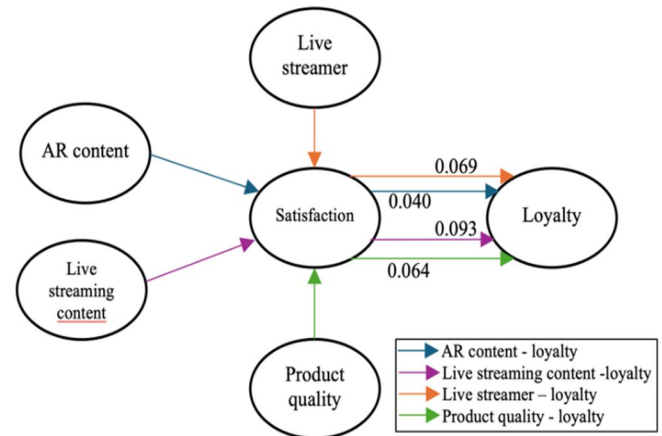 Live
streamer
AR content
Live
streaming
content
Satisfaction
Loyalty
0.069
0.040
0.093
0.064
Product
quality
AR content - loyalty
Live streaming content -loyalty
Live streamer – loyalty
Product quality - loyalty